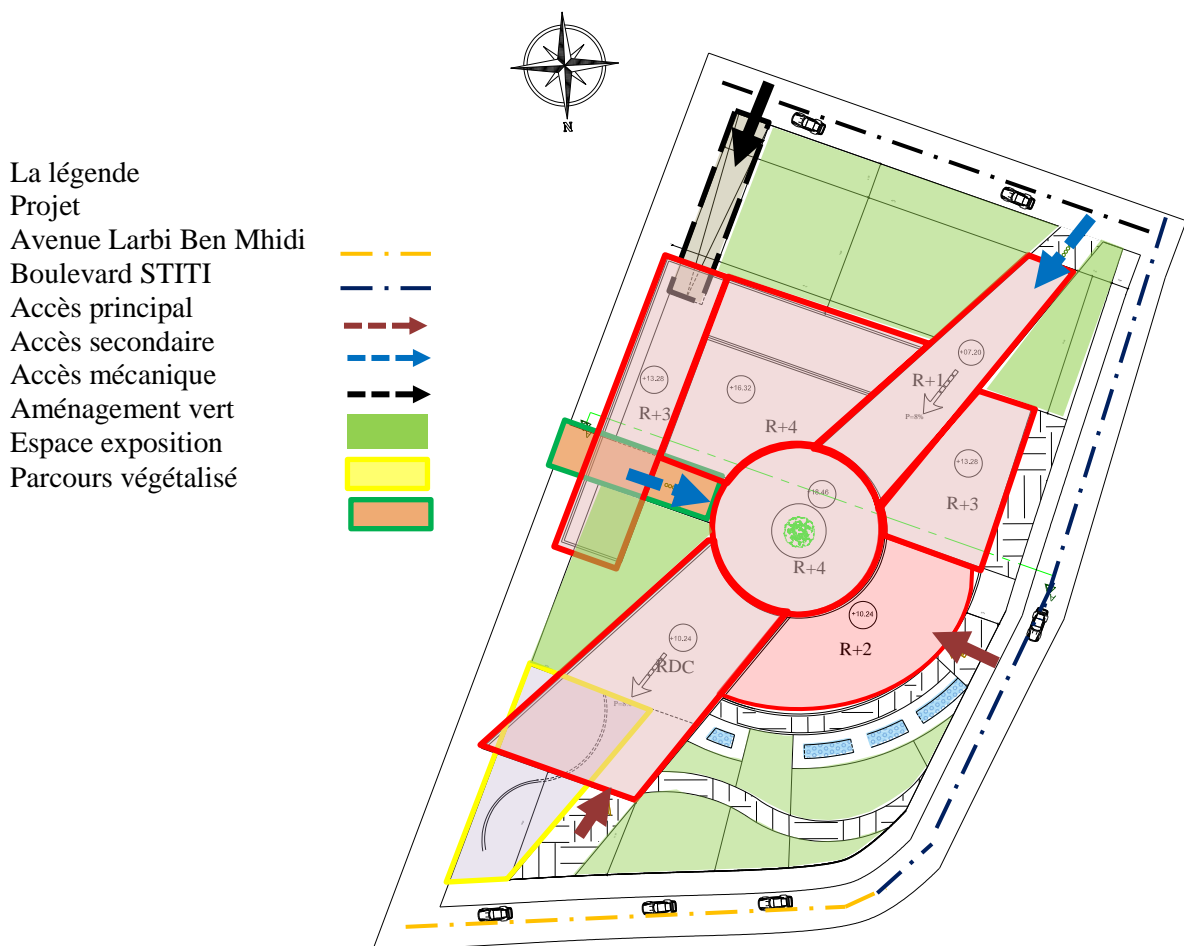 N
La légende
Projet
Avenue Larbi Ben Mhidi
Boulevard STITI
Accès principal
Accès secondaire
Accès mécanique
Aménagement vert
Espace exposition
Parcours végétalisé
+07.20
R+1
P=8%
+13.28
R+3
+16.32
R+4
+13.28
R+3
+18.46
R+4
+10.24
R+2
+10.24
RDC